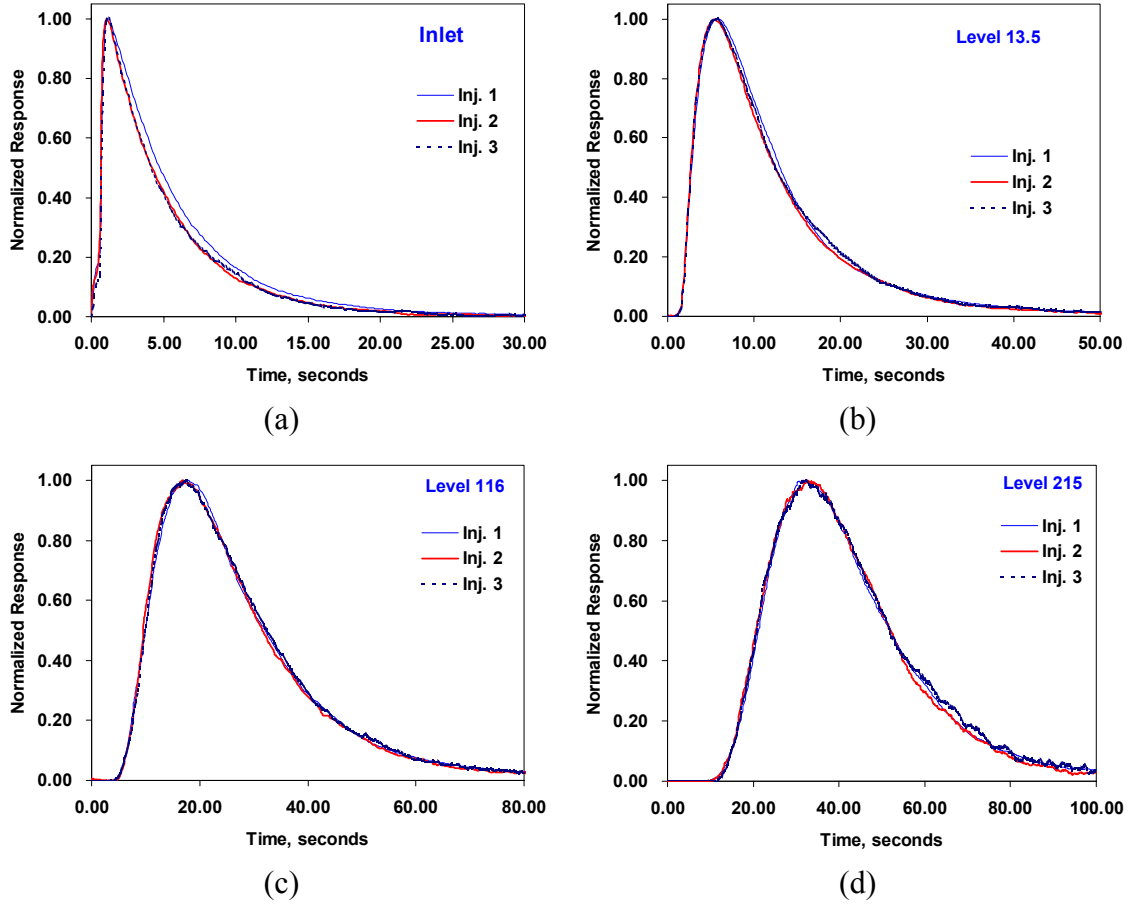 Inlet
Inj. 1
Inj. 2
Inj. 3
Normalized Response
1.00
0.80
0.60
0.40
0.20
0.00
0.00 5.00 10.00 15.00 20.00 25.00 30.00
Time, seconds
(a)
Level 13.5
Inj. 1
Inj. 2
Inj. 3
Normalized Response
1.00
0.80
0.60
0.40
0.20
0.00
0.00 10.00 20.00 30.00 40.00 50.00
Time, seconds
(b)
Level 116
Inj. 1
Inj. 2
Inj. 3
Normalized Response
1.00
0.80
0.60
0.40
0.20
0.00
0.00 20.00 40.00 60.00 80.00
Time, seconds
(c)
Level 215
Inj. 1
Inj. 2
Inj. 3
Normalized Response
1.00
0.80
0.60
0.40
0.20
0.00
0.00 20.00 40.00 60.00 80.00 100.00
Time, seconds
(d)